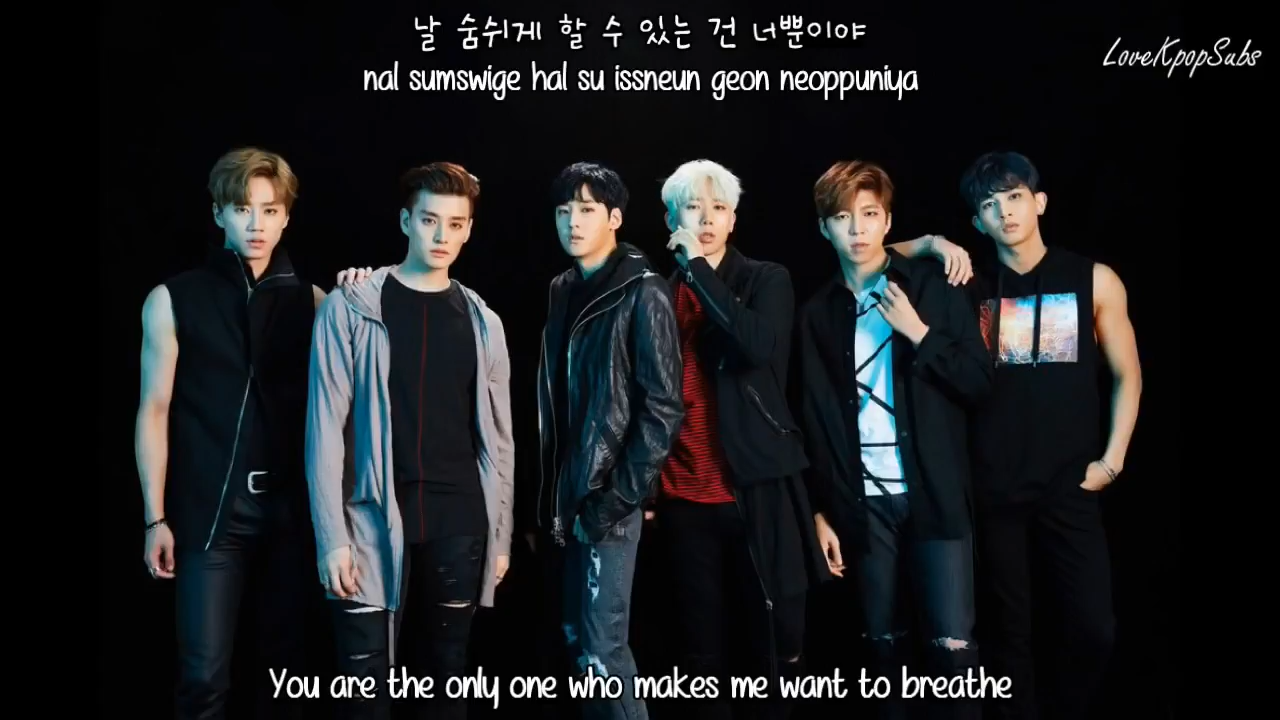 날 숨쉬게 할 수 있는 건 너뿐이야
LoveKpopSubs
nal sumswige hal su issneun geon neoppuniya
You are the only one who makes me want to breathe